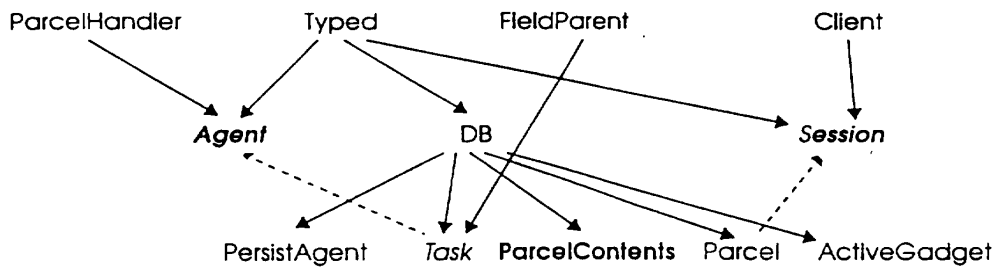 ParcelHandler Typed FieldParent Client
Agent DB Session
PersistAgent Task ParcelContents Parcel ActiveGadget